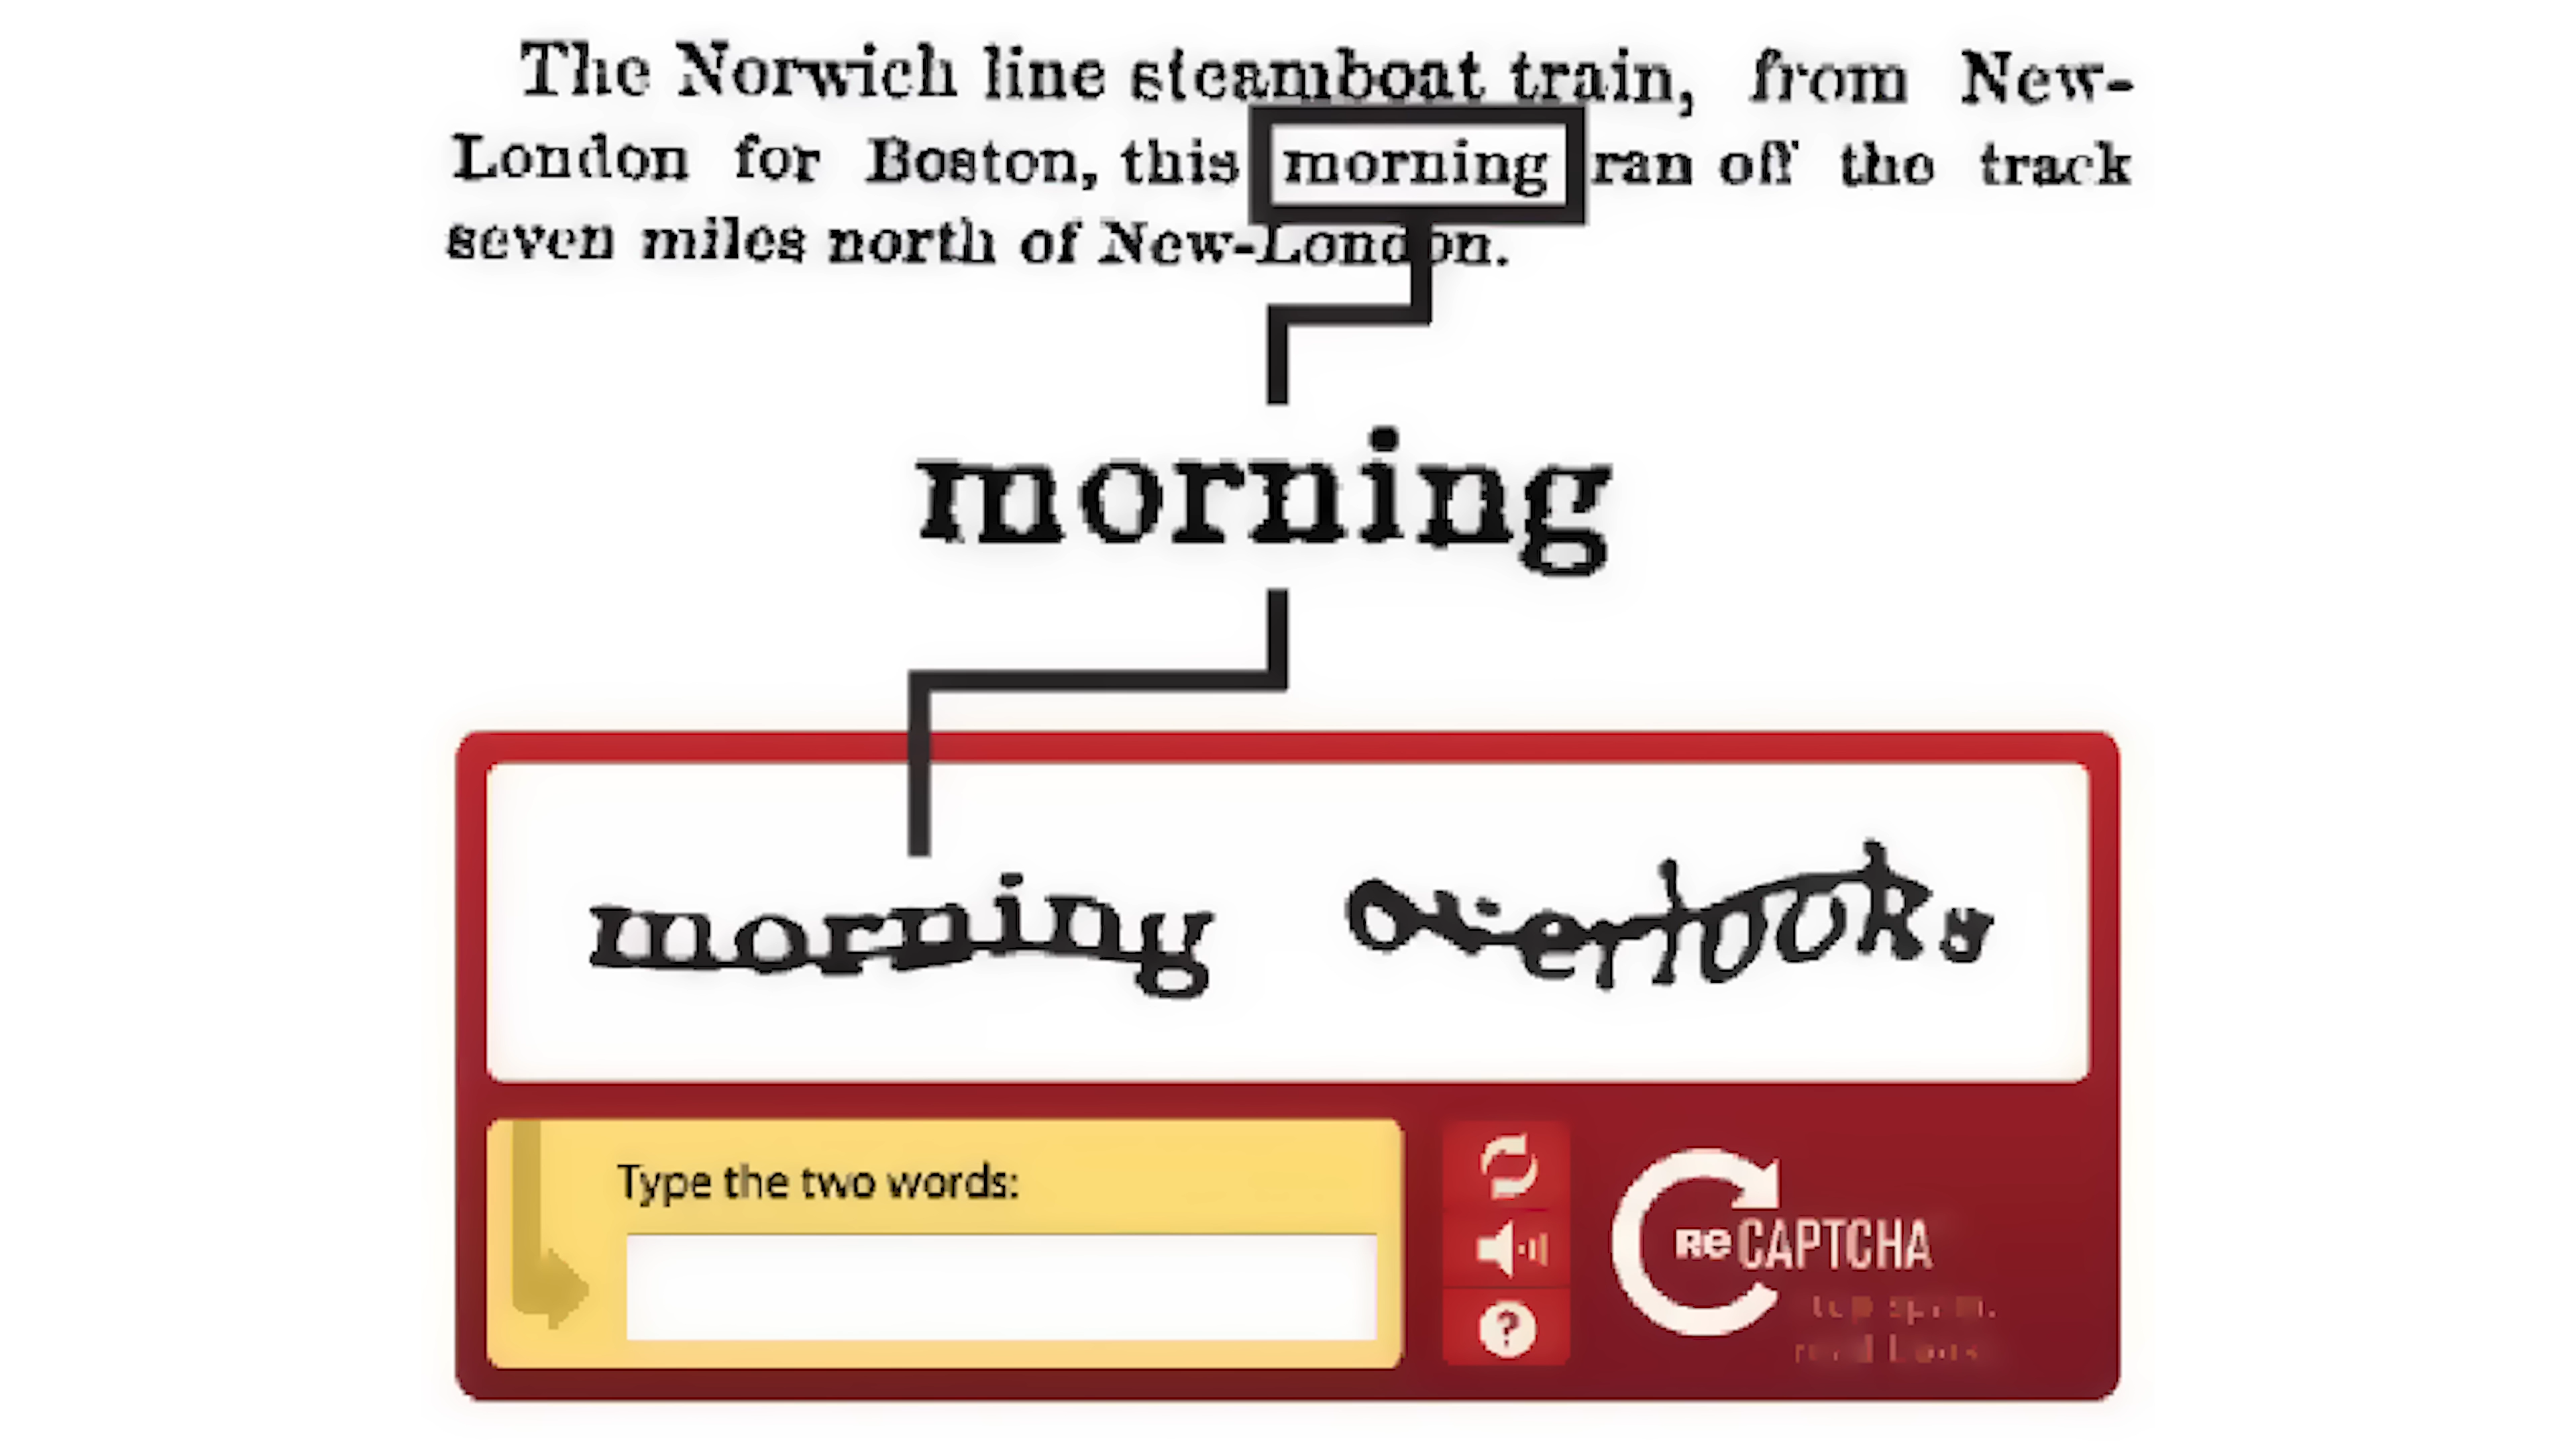 The Norwich line steamboat train, from New-
London for Boston, this morning ran off the track
seven miles north of New-London.
morning
morning overlooks
Type the two words:
?
reCAPTCHA